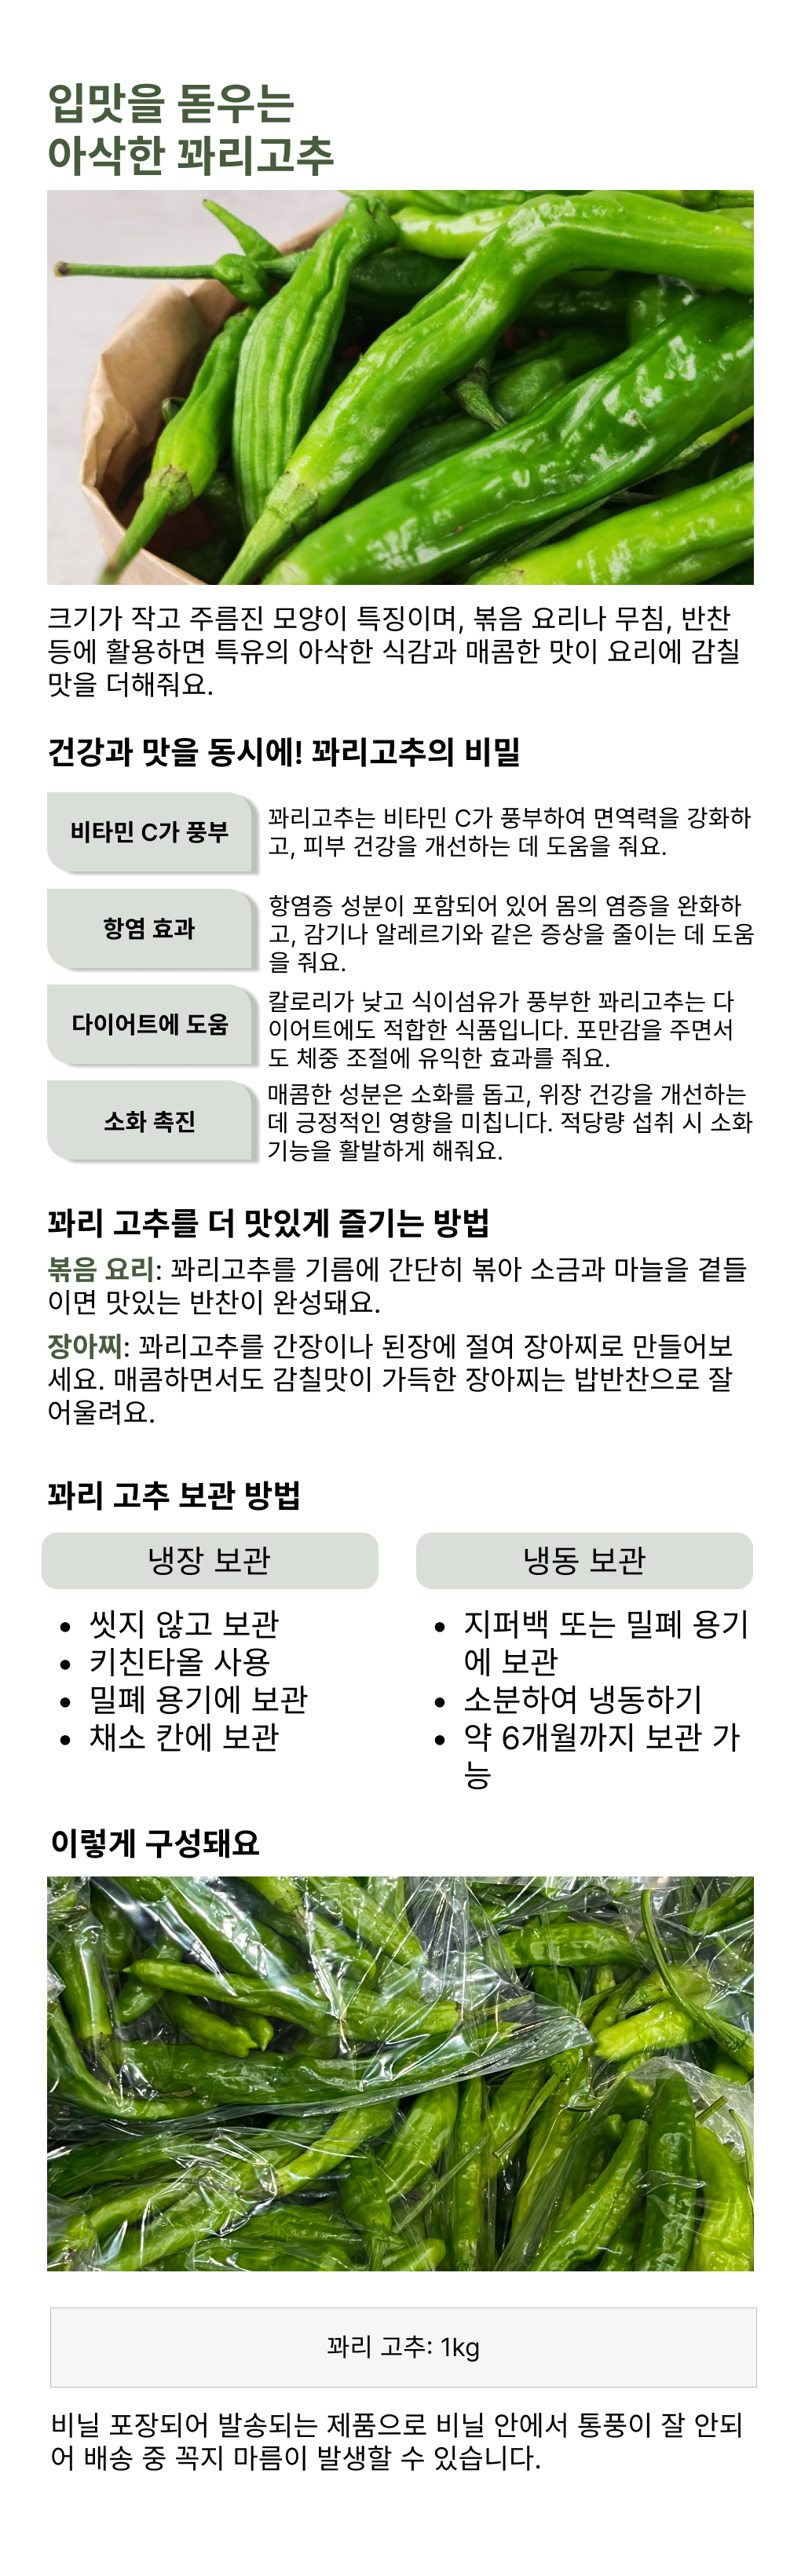 입맛을 돋우는
아삭한 꽈리고추
크기가 작고 주름진 모양이 특징이며, 볶음 요리나 무침, 반찬
등에 활용하면 특유의 아삭한 식감과 매콤한 맛이 요리에 감칠
맛을 더해줘요.
건강과 맛을 동시에! 꽈리고추의 비밀
비타민 C가 풍부
꽈리고추는 비타민 C가 풍부하여 면역력을 강화하
고, 피부 건강을 개선하는 데 도움을 줘요.
항염 효과
항염증 성분이 포함되어 있어 몸의 염증을 완화하
고, 감기나 알레르기와 같은 증상을 줄이는 데 도움
을 줘요.
다이어트에 도움
칼로리가 낮고 식이섬유가 풍부한 꽈리고추는 다
이어트에도 적합한 식품입니다. 포만감을 주면서
도 체중 조절에 유익한 효과를 줘요.
소화 촉진
매콤한 성분은 소화를 돕고, 위장 건강을 개선하는
데 긍정적인 영향을 미칩니다. 적당량 섭취 시 소화
기능을 활발하게 해줘요.
꽈리 고추를 더 맛있게 즐기는 방법
볶음 요리: 꽈리고추를 기름에 간단히 볶아 소금과 마늘을 곁들
이면 맛있는 반찬이 완성돼요.
장아찌: 꽈리고추를 간장이나 된장에 절여 장아찌로 만들어보
세요. 매콤하면서도 감칠맛이 가득한 장아찌는 밥반찬으로 잘
어울려요.
꽈리 고추 보관 방법
냉장 보관
• 씻지 않고 보관
• 키친타올 사용
• 밀폐 용기에 보관
• 채소 칸에 보관
냉동 보관
• 지퍼백 또는 밀폐 용기
에 보관
• 소분하여 냉동하기
• 약 6개월까지 보관 가
능
이렇게 구성돼요
꽈리 고추: 1kg
비닐 포장되어 발송되는 제품으로 비닐 안에서 통풍이 잘 안되
어 배송 중 꼭지 마름이 발생할 수 있습니다.